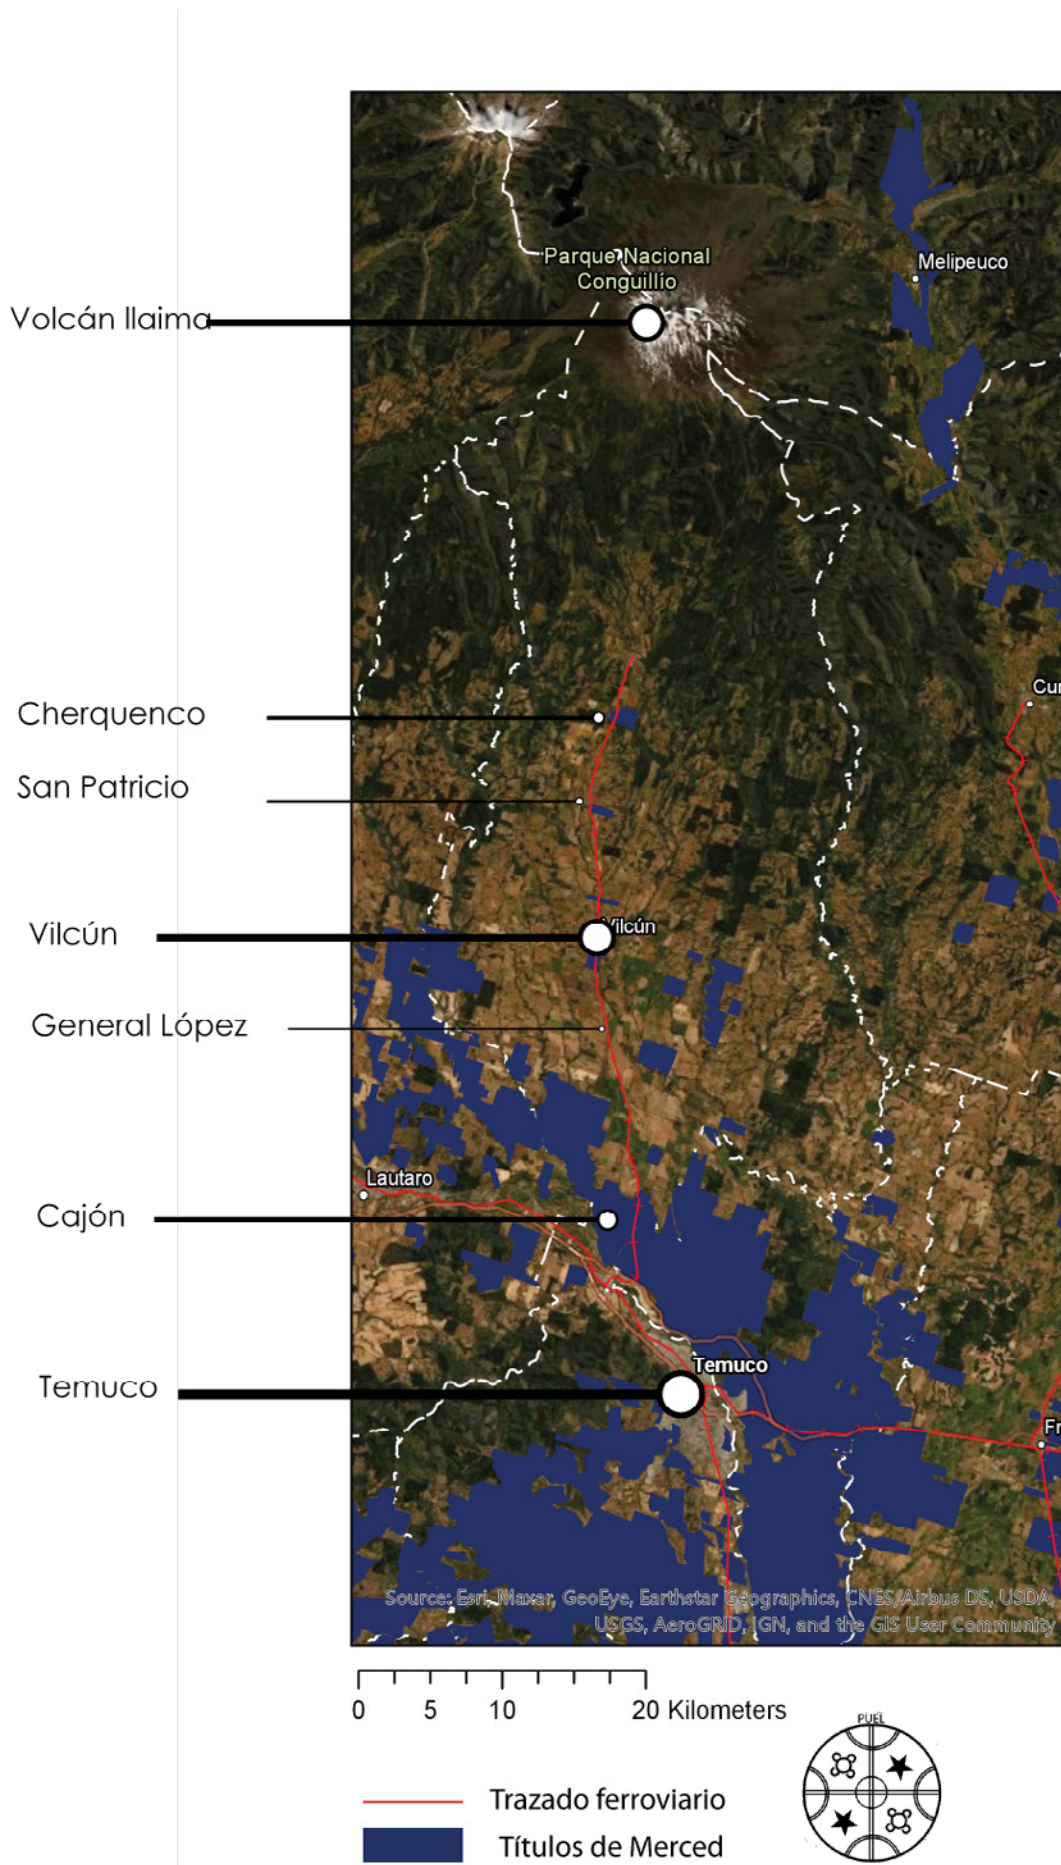 Parque Nacional
Conguillío
Melipeuco
Volcán llaima
Cherquenco
Cur
San Patricio
Vilcún
Vilcún
General López
Lautaro
Cajón
Temuco
Temuco
Fr
Source: Esri, Maxar, GeoEye, Earthstar Geographics, CNES/Airbus DS, USDA,
USGS, AeroGRID, IGN, and the GIS User Community
0 5 10 20 Kilometers
PUEL
Trazado ferroviario
Títulos de Merced